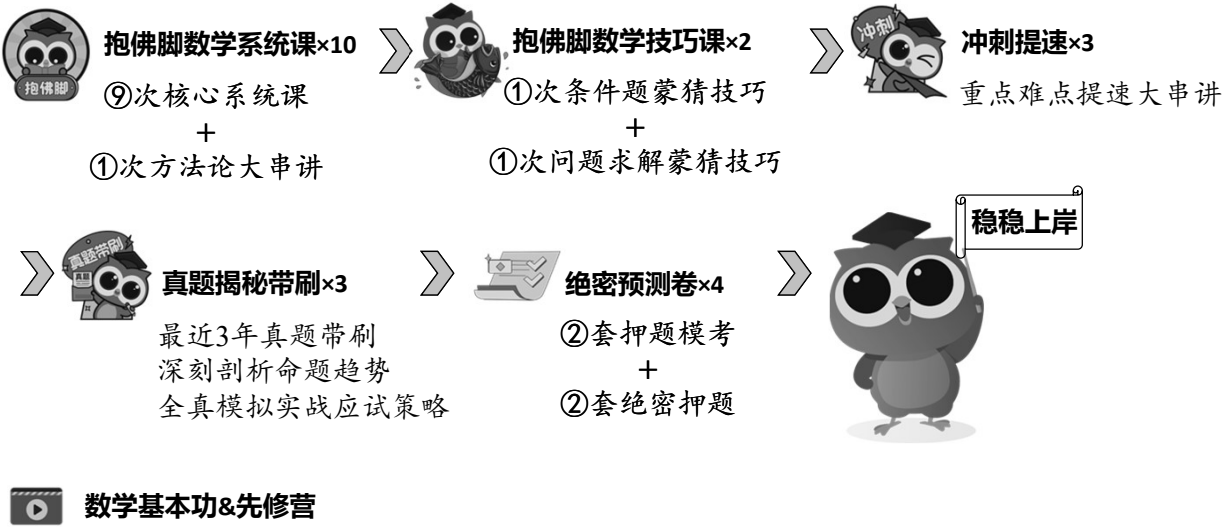 抱佛脚
抱佛脚数学系统课×10
⑨次核心系统课
+
①次方法论大串讲
抱佛脚数学技巧课×2
①次条件题蒙猜技巧
+
①次问题求解蒙猜技巧
冲刺
冲刺提速×3
重点难点提速大串讲
真题带刷
真题
真题揭秘带刷×3
最近3年真题带刷
深刻剖析命题趋势
全真模拟实战应试策略
绝密预测卷×4
②套押题模考
+
②套绝密押题
稳稳上岸
数学基本功&先修营